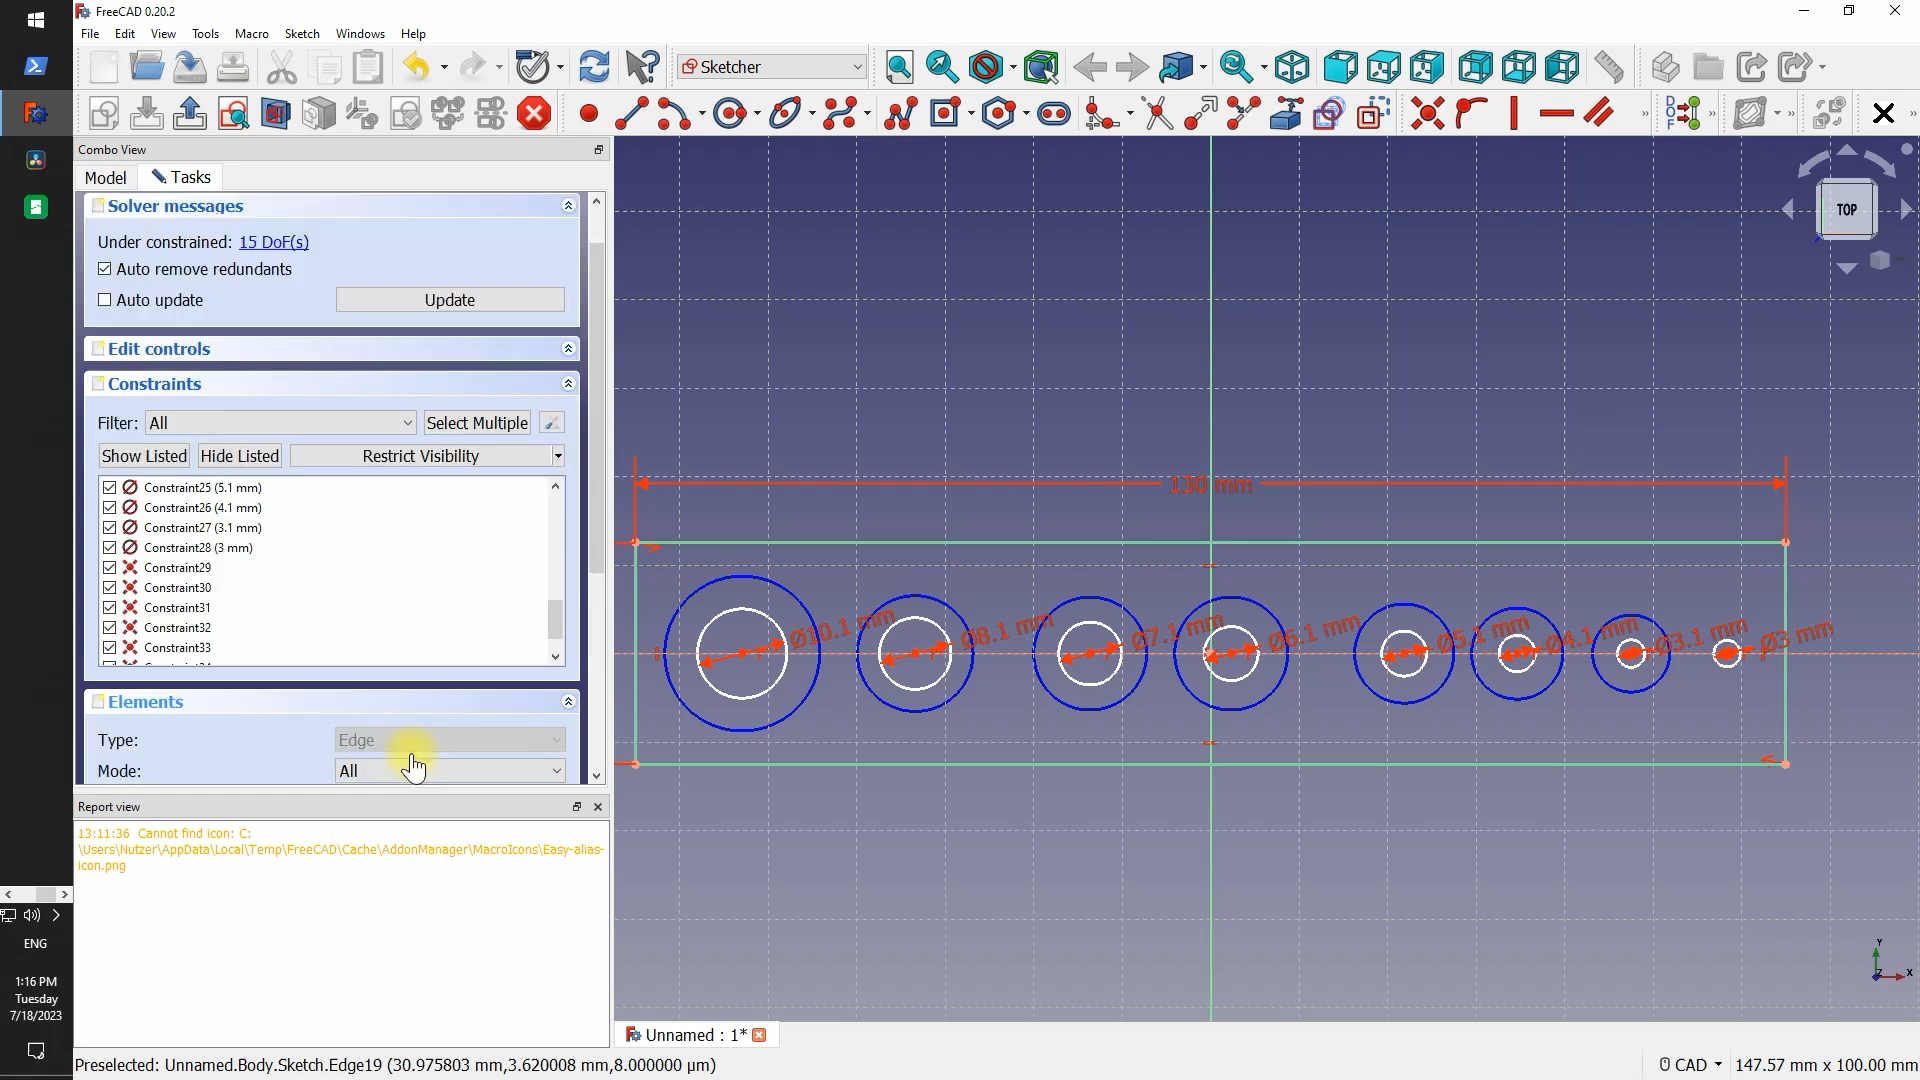 FreeCAD 0.20.2
File Edit View Tools Macro Sketch Windows Help
Sketcher
Combo View
Model Tasks
Solver messages
Under constrained: 15 DoF(s)
Auto remove redundants
Auto update Update
Edit controls
Constraints
Filter: All Select Multiple
Show Listed Hide Listed Restrict Visibility
Constraint25 (5.1 mm)
Constraint26 (4.1 mm)
Constraint27 (3.1 mm)
Constraint28 (3 mm)
Constraint29
Constraint30
Constraint31
Constraint32
Constraint33
Elements
Type: Edge
Mode: All
Report view
13:11:36 Cannot find icon: C:
\Users\Nutzer\AppData\Local\Temp\FreeCAD\Cache\AddonManager\MacroIcons\Easy-alias-
icon.png
TOP
130 mm
Ø10.1 mm
Ø8.1 mm
Ø7.1 mm
Ø6.1 mm
Ø5.1 mm
Ø4.1 mm
Ø3.1 mm
Ø3 mm
Y
Z
X
ENG
1:16 PM
Tuesday
7/18/2023
Unnamed : 1*
Preselected: Unnamed.Body.Sketch.Edge19 (30.975803 mm,3.620008 mm,8.000000 µm)
CAD
147.57 mm x 100.00 mm